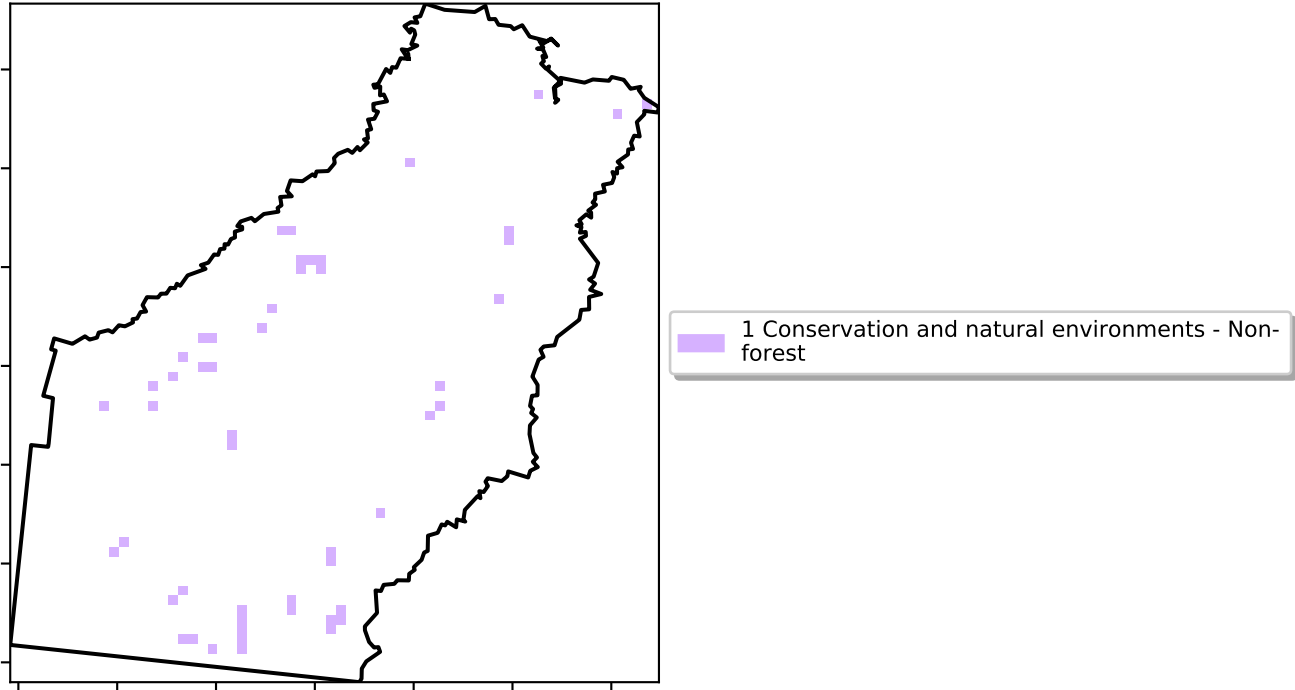 1 Conservation and natural environments - Non-
forest